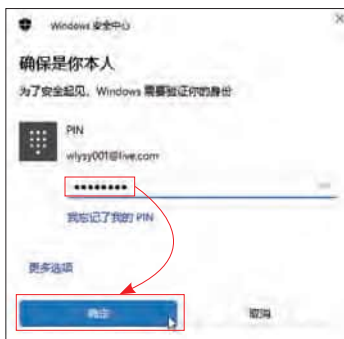 Windows 安全中心
确保是你本人
为了安全起见，Windows 需要验证你的身份
PIN
wlysy001@live.com
●●●●●●●●
我忘记了我的 PIN
更多选项
确定
取消